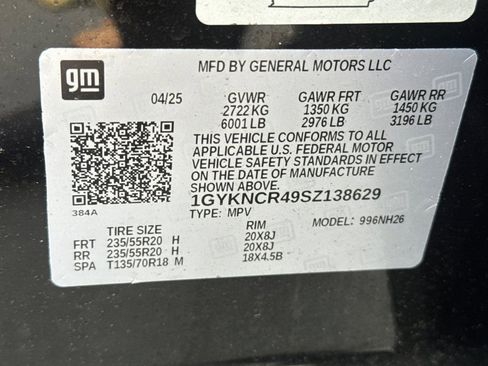 gm
MFD BY GENERAL MOTORS LLC
04/25 GVWR GAWR FRT GAWR RR
2722 KG 1350 KG 1450 KG
6001 LB 2976 LB 3196 LB
THIS VEHICLE CONFORMS TO ALL
APPLICABLE U.S. FEDERAL MOTOR
VEHICLE SAFETY STANDARDS IN EFFECT
ON THE DATE OF MANUFACTURE
SHOWN ABOVE.
384A
1GYKNCR49SZ138629
TYPE: MPV MODEL: 996NH26
TIRE SIZE RIM
FRT 235/55R20 H 20X8J
RR 235/55R20 H 20X8J
SPA T135/70R18 M 18X4.5B